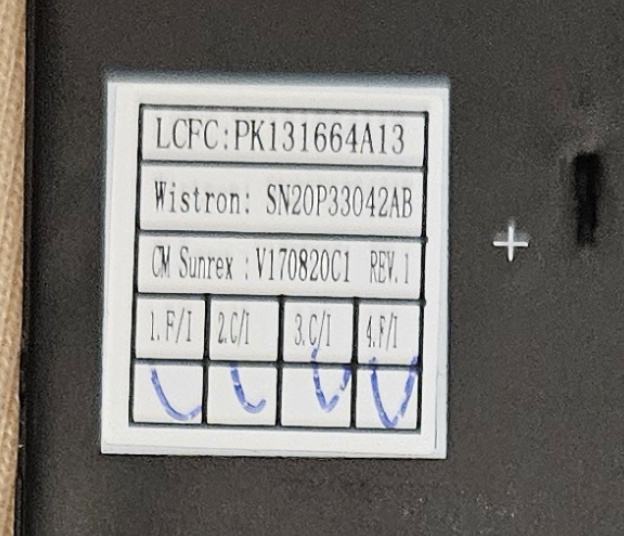 LCFC:PK131664A13
Wistron: SN20P33042AB
CM Sunrex :V170820C1 REV.1
1.F/I 2.C/I 3.C/I 4.F/I